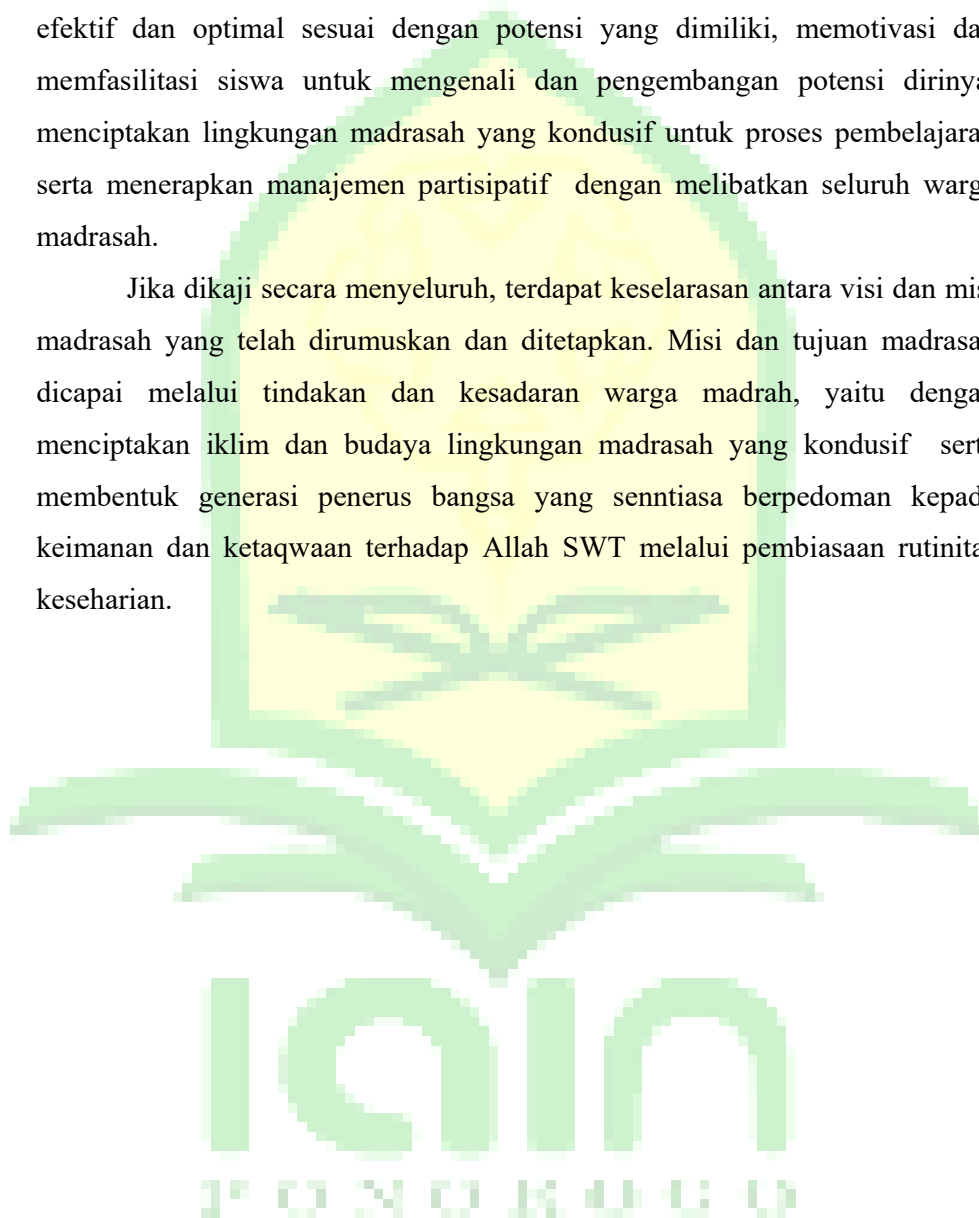 efektif dan optimal sesuai dengan potensi yang dimiliki, memotivasi da
memfasilitasi siswa untuk mengenali dan pengembangan potensi dirinya
menciptakan lingkungan madrasah yang kondusif untuk proses pembelajara
serta menerapkan manajemen partisipatif dengan melibatkan seluruh warg
madrasah.
Jika dikaji secara menyeluruh, terdapat keselarasan antara visi dan mis
madrasah yang telah dirumuskan dan ditetapkan. Misi dan tujuan madrasa
dicapai melalui tindakan dan kesadaran warga madrah, yaitu denga
menciptakan iklim dan budaya lingkungan madrasah yang kondusif sert
membentuk generasi penerus bangsa yang senntiasa berpedoman kepad
keimanan dan ketaqwaan terhadap Allah SWT melalui pembiasaan rutinita
keseharian.
iain
PONOROGO